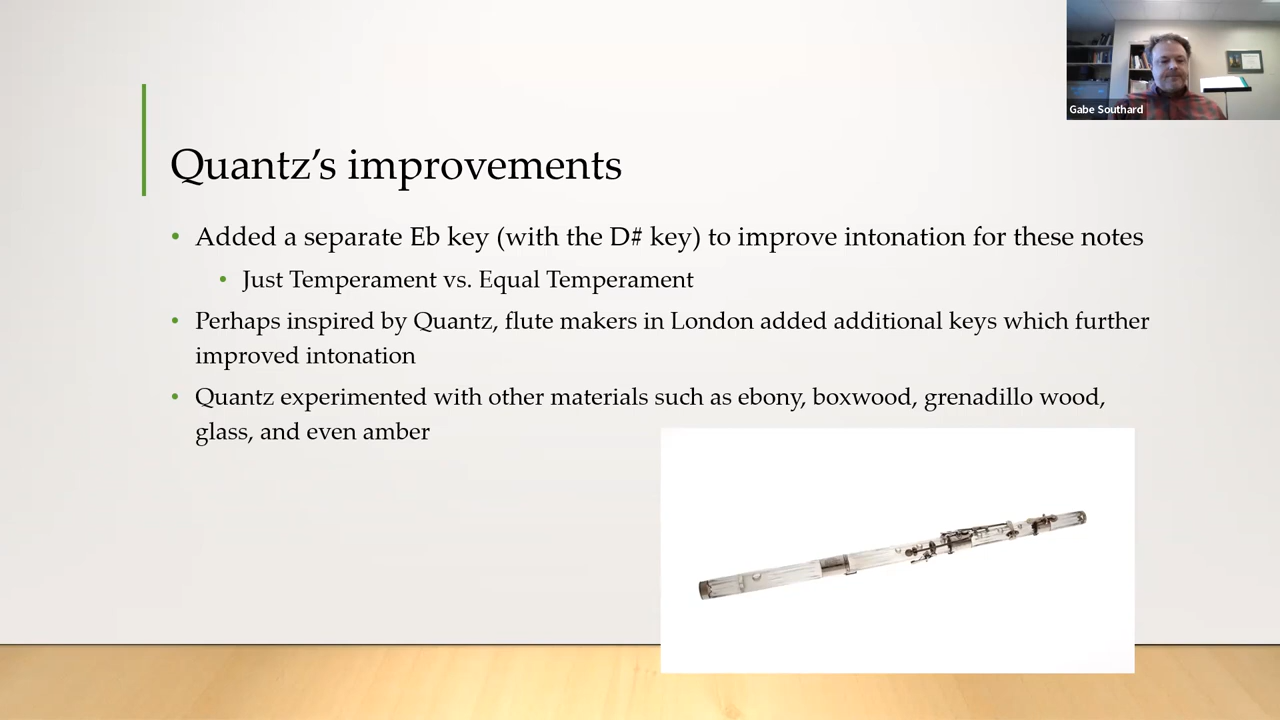 Gabe Southard
Quantz’s improvements
• Added a separate Eb key (with the D# key) to improve intonation for these notes
• Just Temperament vs. Equal Temperament
• Perhaps inspired by Quantz, flute makers in London added additional keys which further
improved intonation
• Quantz experimented with other materials such as ebony, boxwood, grenadillo wood,
glass, and even amber